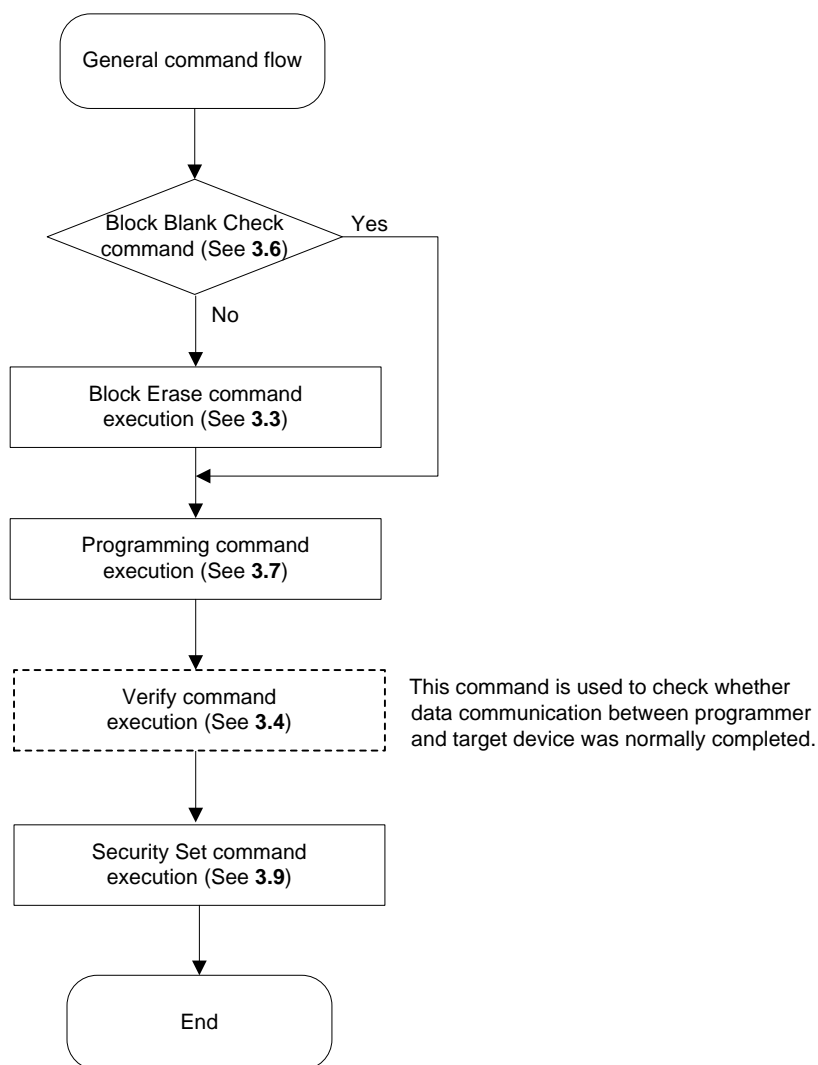 General command flow
Block Blank Check
command (See 3.6)
Yes
No
Block Erase command
execution (See 3.3)
Programming command
execution (See 3.7)
Verify command
execution (See 3.4)
This command is used to check whether
data communication between programmer
and target device was normally completed.
Security Set command
execution (See 3.9)
End